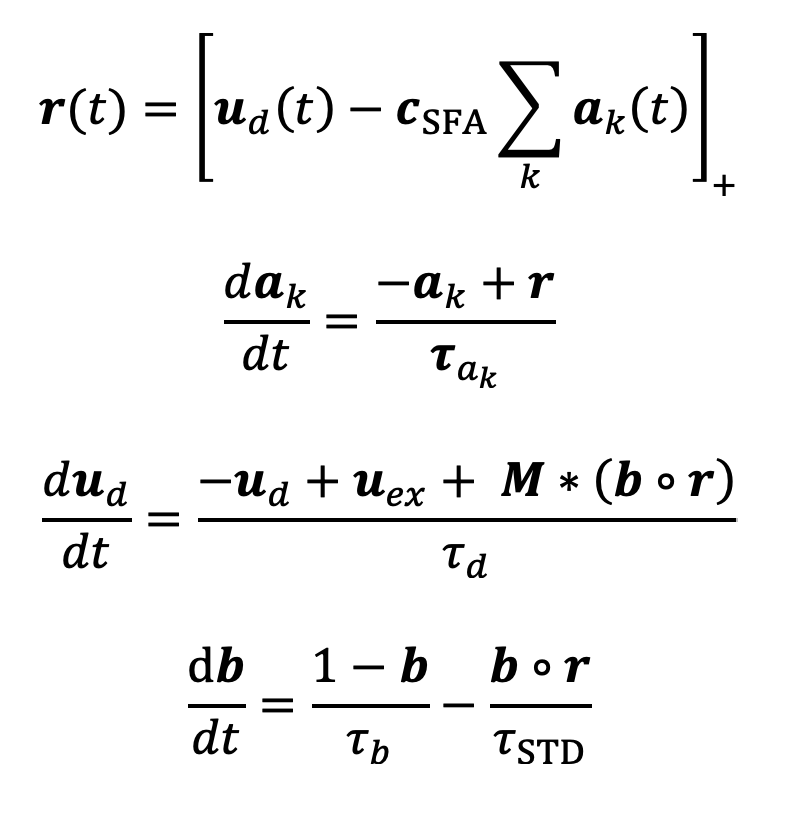 𝒓(t) = [𝒖_d(t) − 𝒄_SFA ∑_k 𝒂_k(t)]_+
d𝒂_k/dt = (−𝒂_k + 𝒓)/𝝉_{a_k}
d𝒖_d/dt = (−𝒖_d + 𝒖_ex + 𝑴 ∗ (𝒃 ∘ 𝒓))/τ_d
d𝒃/dt = (1 − 𝒃)/τ_b − (𝒃 ∘ 𝒓)/τ_STD